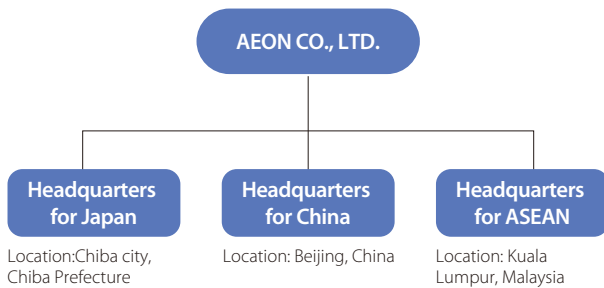 AEON CO., LTD.
Headquarters
for Japan
Headquarters
for China
Headquarters
for ASEAN
Location:Chiba city,
Chiba Prefecture
Location: Beijing, China
Location: Kuala
Lumpur, Malaysia